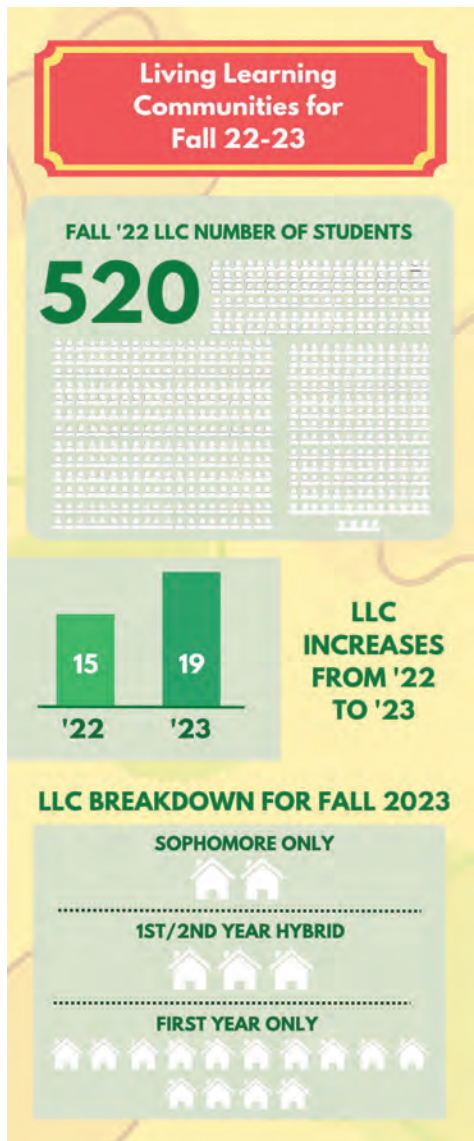 Living Learning
Communities for
Fall 22-23
FALL '22 LLC NUMBER OF STUDENTS
520
15
19
'22
'23
LLC
INCREASES
FROM '22
TO '23
LLC BREAKDOWN FOR FALL 2023
SOPHOMORE ONLY
1ST/2ND YEAR HYBRID
FIRST YEAR ONLY